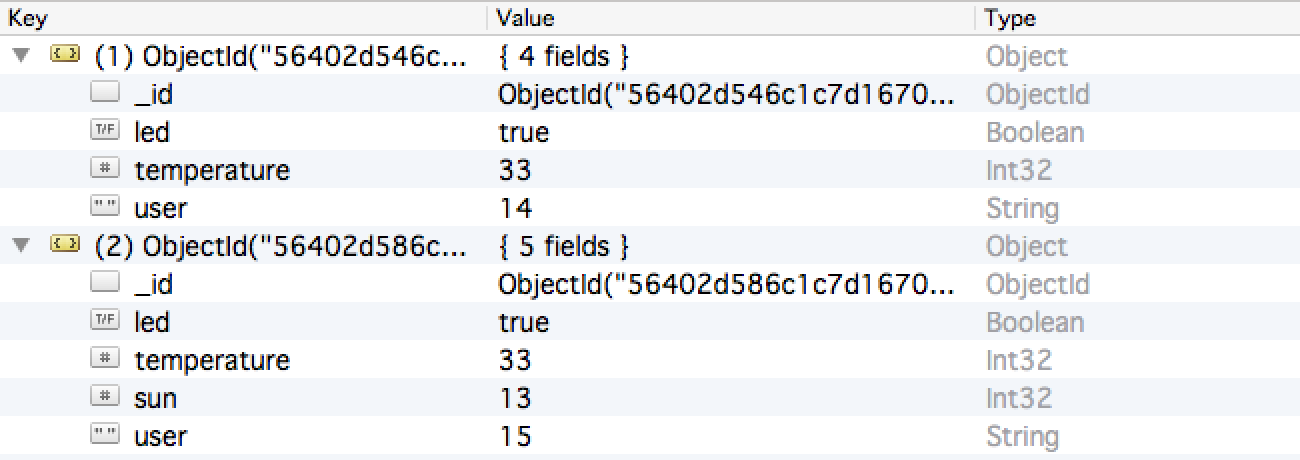 Key Value Type
(1) ObjectId("56402d546c... { 4 fields } Object
_id ObjectId("56402d546c1c7d1670... ObjectId
T/F led true Boolean
# temperature 33 Int32
"" user 14 String
(2) ObjectId("56402d586c... { 5 fields } Object
_id ObjectId("56402d586c1c7d1670... ObjectId
T/F led true Boolean
# temperature 33 Int32
# sun 13 Int32
"" user 15 String